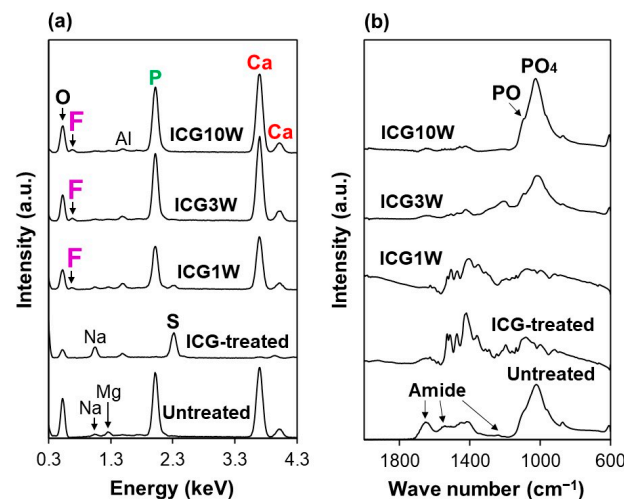 (a)
O
F
Al
P
Ca
Ca
ICG10W
F
ICG3W
F
ICG1W
Na
S
ICG-treated
Na
Mg
Untreated
0.3 1.3 2.3 3.3 4.3
Energy (keV)
Intensity (a.u.)
(b)
PO₄
PO
ICG10W
ICG3W
ICG1W
ICG-treated
Untreated
Amide
1800 1400 1000 600
Wave number (cm⁻¹)
Intensity (a.u.)